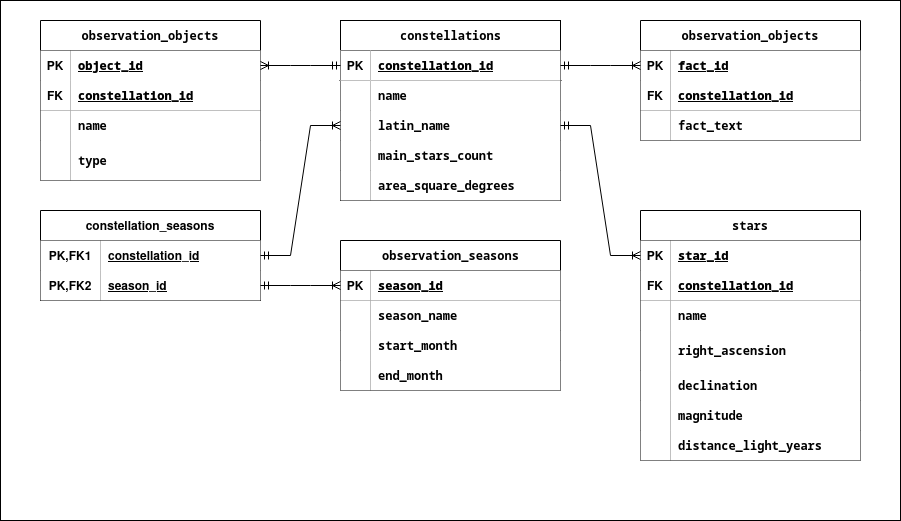 observation_objects
PK object_id
FK constellation_id
name
type
constellations
PK constellation_id
name
latin_name
main_stars_count
area_square_degrees
observation_objects
PK fact_id
FK constellation_id
fact_text
constellation_seasons
PK,FK1 constellation_id
PK,FK2 season_id
observation_seasons
PK season_id
season_name
start_month
end_month
stars
PK star_id
FK constellation_id
name
right_ascension
declination
magnitude
distance_light_years